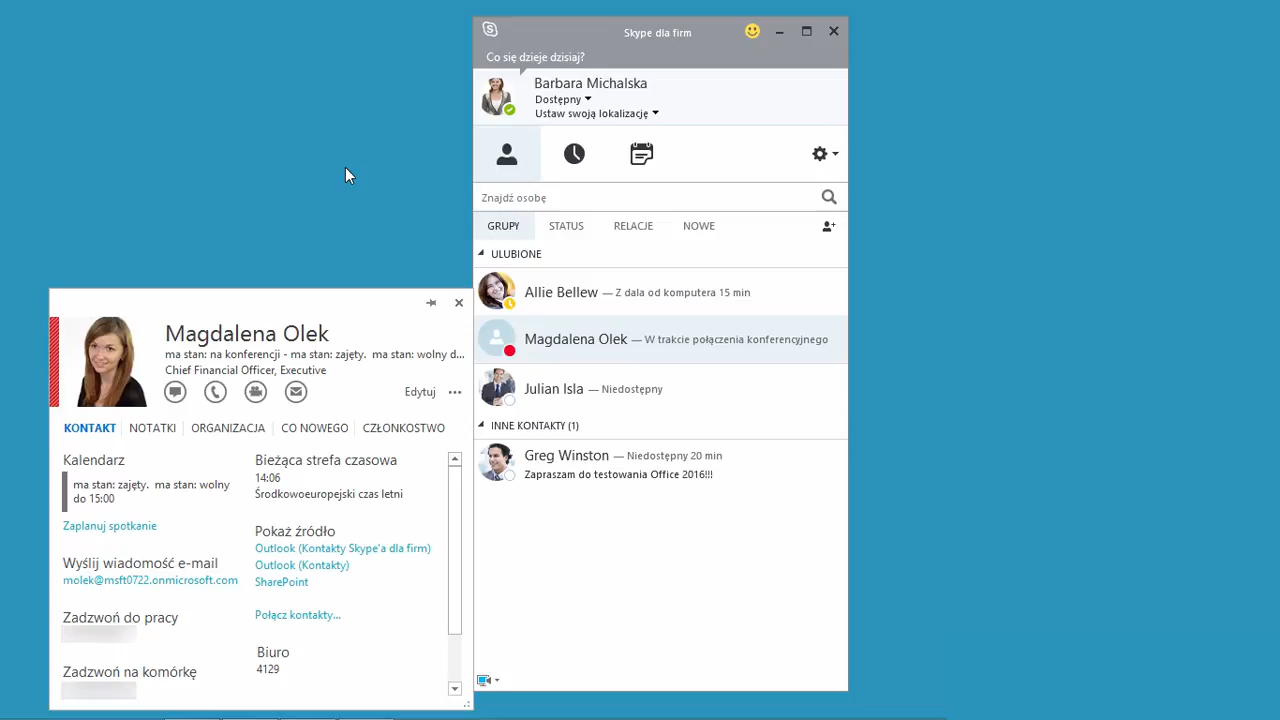 Skype dla firm
Co się dzieje dzisiaj?
Barbara Michalska
Dostępny
Ustaw swoją lokalizację
Znajdź osobę
GRUPY STATUS RELACJE NOWE
ULUBIONE
Allie Bellew — Z dala od komputera 15 min
Magdalena Olek — W trakcie połączenia konferencyjnego
Julian Isla — Niedostępny
INNE KONTAKTY (1)
Greg Winston — Niedostępny 20 min
Zapraszam do testowania Office 2016!!!
Magdalena Olek
ma stan: na konferencji - ma stan: zajęty.  ma stan: wolny d...
Chief Financial Officer, Executive
Edytuj
KONTAKT NOTATKI ORGANIZACJA CO NOWEGO CZŁONKOSTWO
Kalendarz
ma stan: zajęty.  ma stan: wolny
do 15:00
Zaplanuj spotkanie
Wyślij wiadomość e-mail
molek@msft0722.onmicrosoft.com
Zadzwoń do pracy
Zadzwoń na komórkę
Bieżąca strefa czasowa
14:06
Środkowoeuropejski czas letni
Pokaż źródło
Outlook (Kontakty Skype'a dla firm)
Outlook (Kontakty)
SharePoint
Połącz kontakty...
Biuro
4129